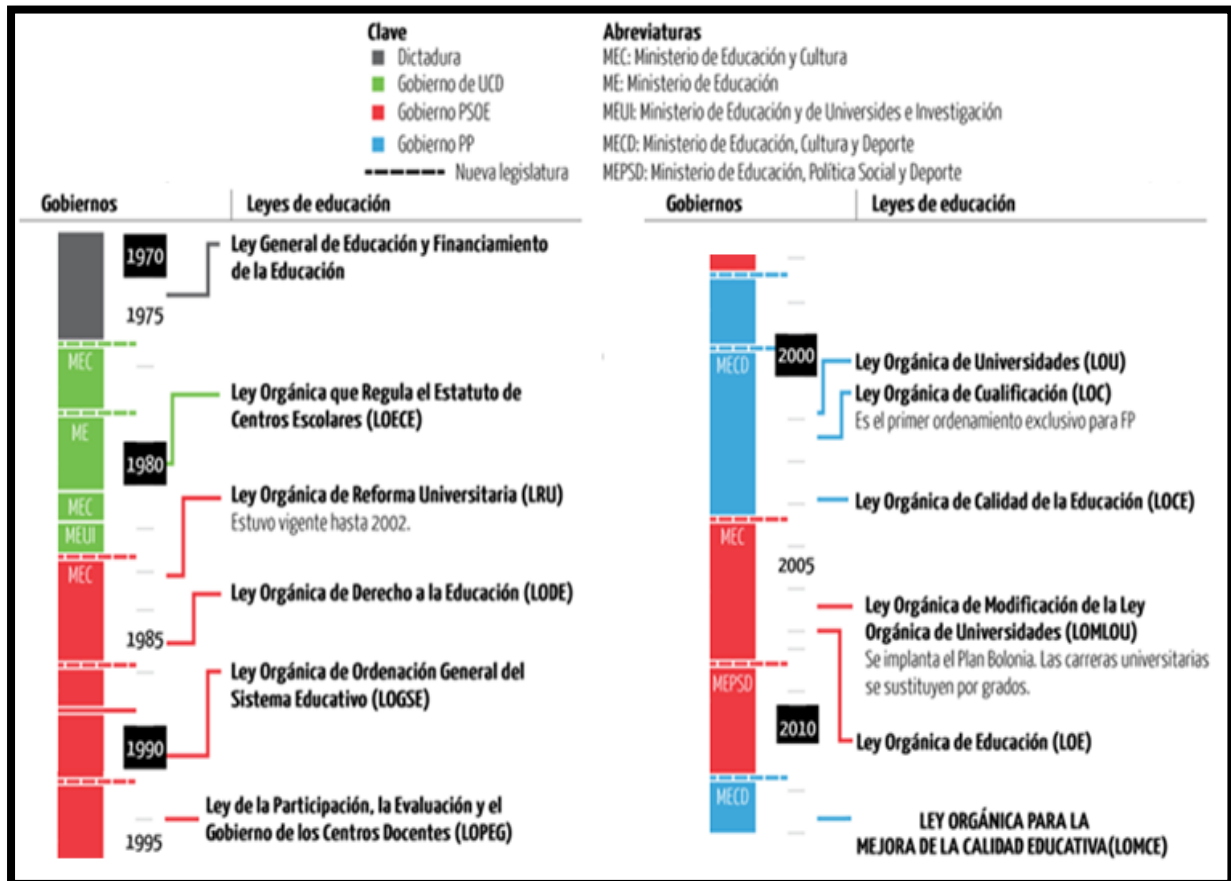 Clave
Dictadura
Gobierno de UCD
Gobierno PSOE
Gobierno PP
Nueva legislatura
Abreviaturas
MEC: Ministerio de Educación y Cultura
ME: Ministerio de Educación
MEUI: Ministerio de Educación y de Universides e Investigación
MECD: Ministerio de Educación, Cultura y Deporte
MEPSD: Ministerio de Educación, Política Social y Deporte
Gobiernos
Leyes de educación
1970
Ley General de Educación y Financiamiento
de la Educación
1975
MEC
Ley Orgánica que Regula el Estatuto de
Centros Escolares (LOECE)
ME
1980
MEC
Ley Orgánica de Reforma Universitaria (LRU)
Estuvo vigente hasta 2002.
MEUI
MEC
Ley Orgánica de Derecho a la Educación (LODE)
1985
Ley Orgánica de Ordenación General del
Sistema Educativo (LOGSE)
1990
Ley de la Participación, la Evaluación y el
Gobierno de los Centros Docentes (LOPEG)
1995
Gobiernos
Leyes de educación
2000
MECD
Ley Orgánica de Universidades (LOU)
Ley Orgánica de Cualificación (LOC)
Es el primer ordenamiento exclusivo para FP
Ley Orgánica de Calidad de la Educación (LOCE)
MEC
2005
Ley Orgánica de Modificación de la Ley
Orgánica de Universidades (LOMLOU)
Se implanta el Plan Bolonia. Las carreras universitarias
se sustituyen por grados.
MEPSD
2010
Ley Orgánica de Educación (LOE)
MECD
LEY ORGÁNICA PARA LA
MEJORA DE LA CALIDAD EDUCATIVA(LOMCE)